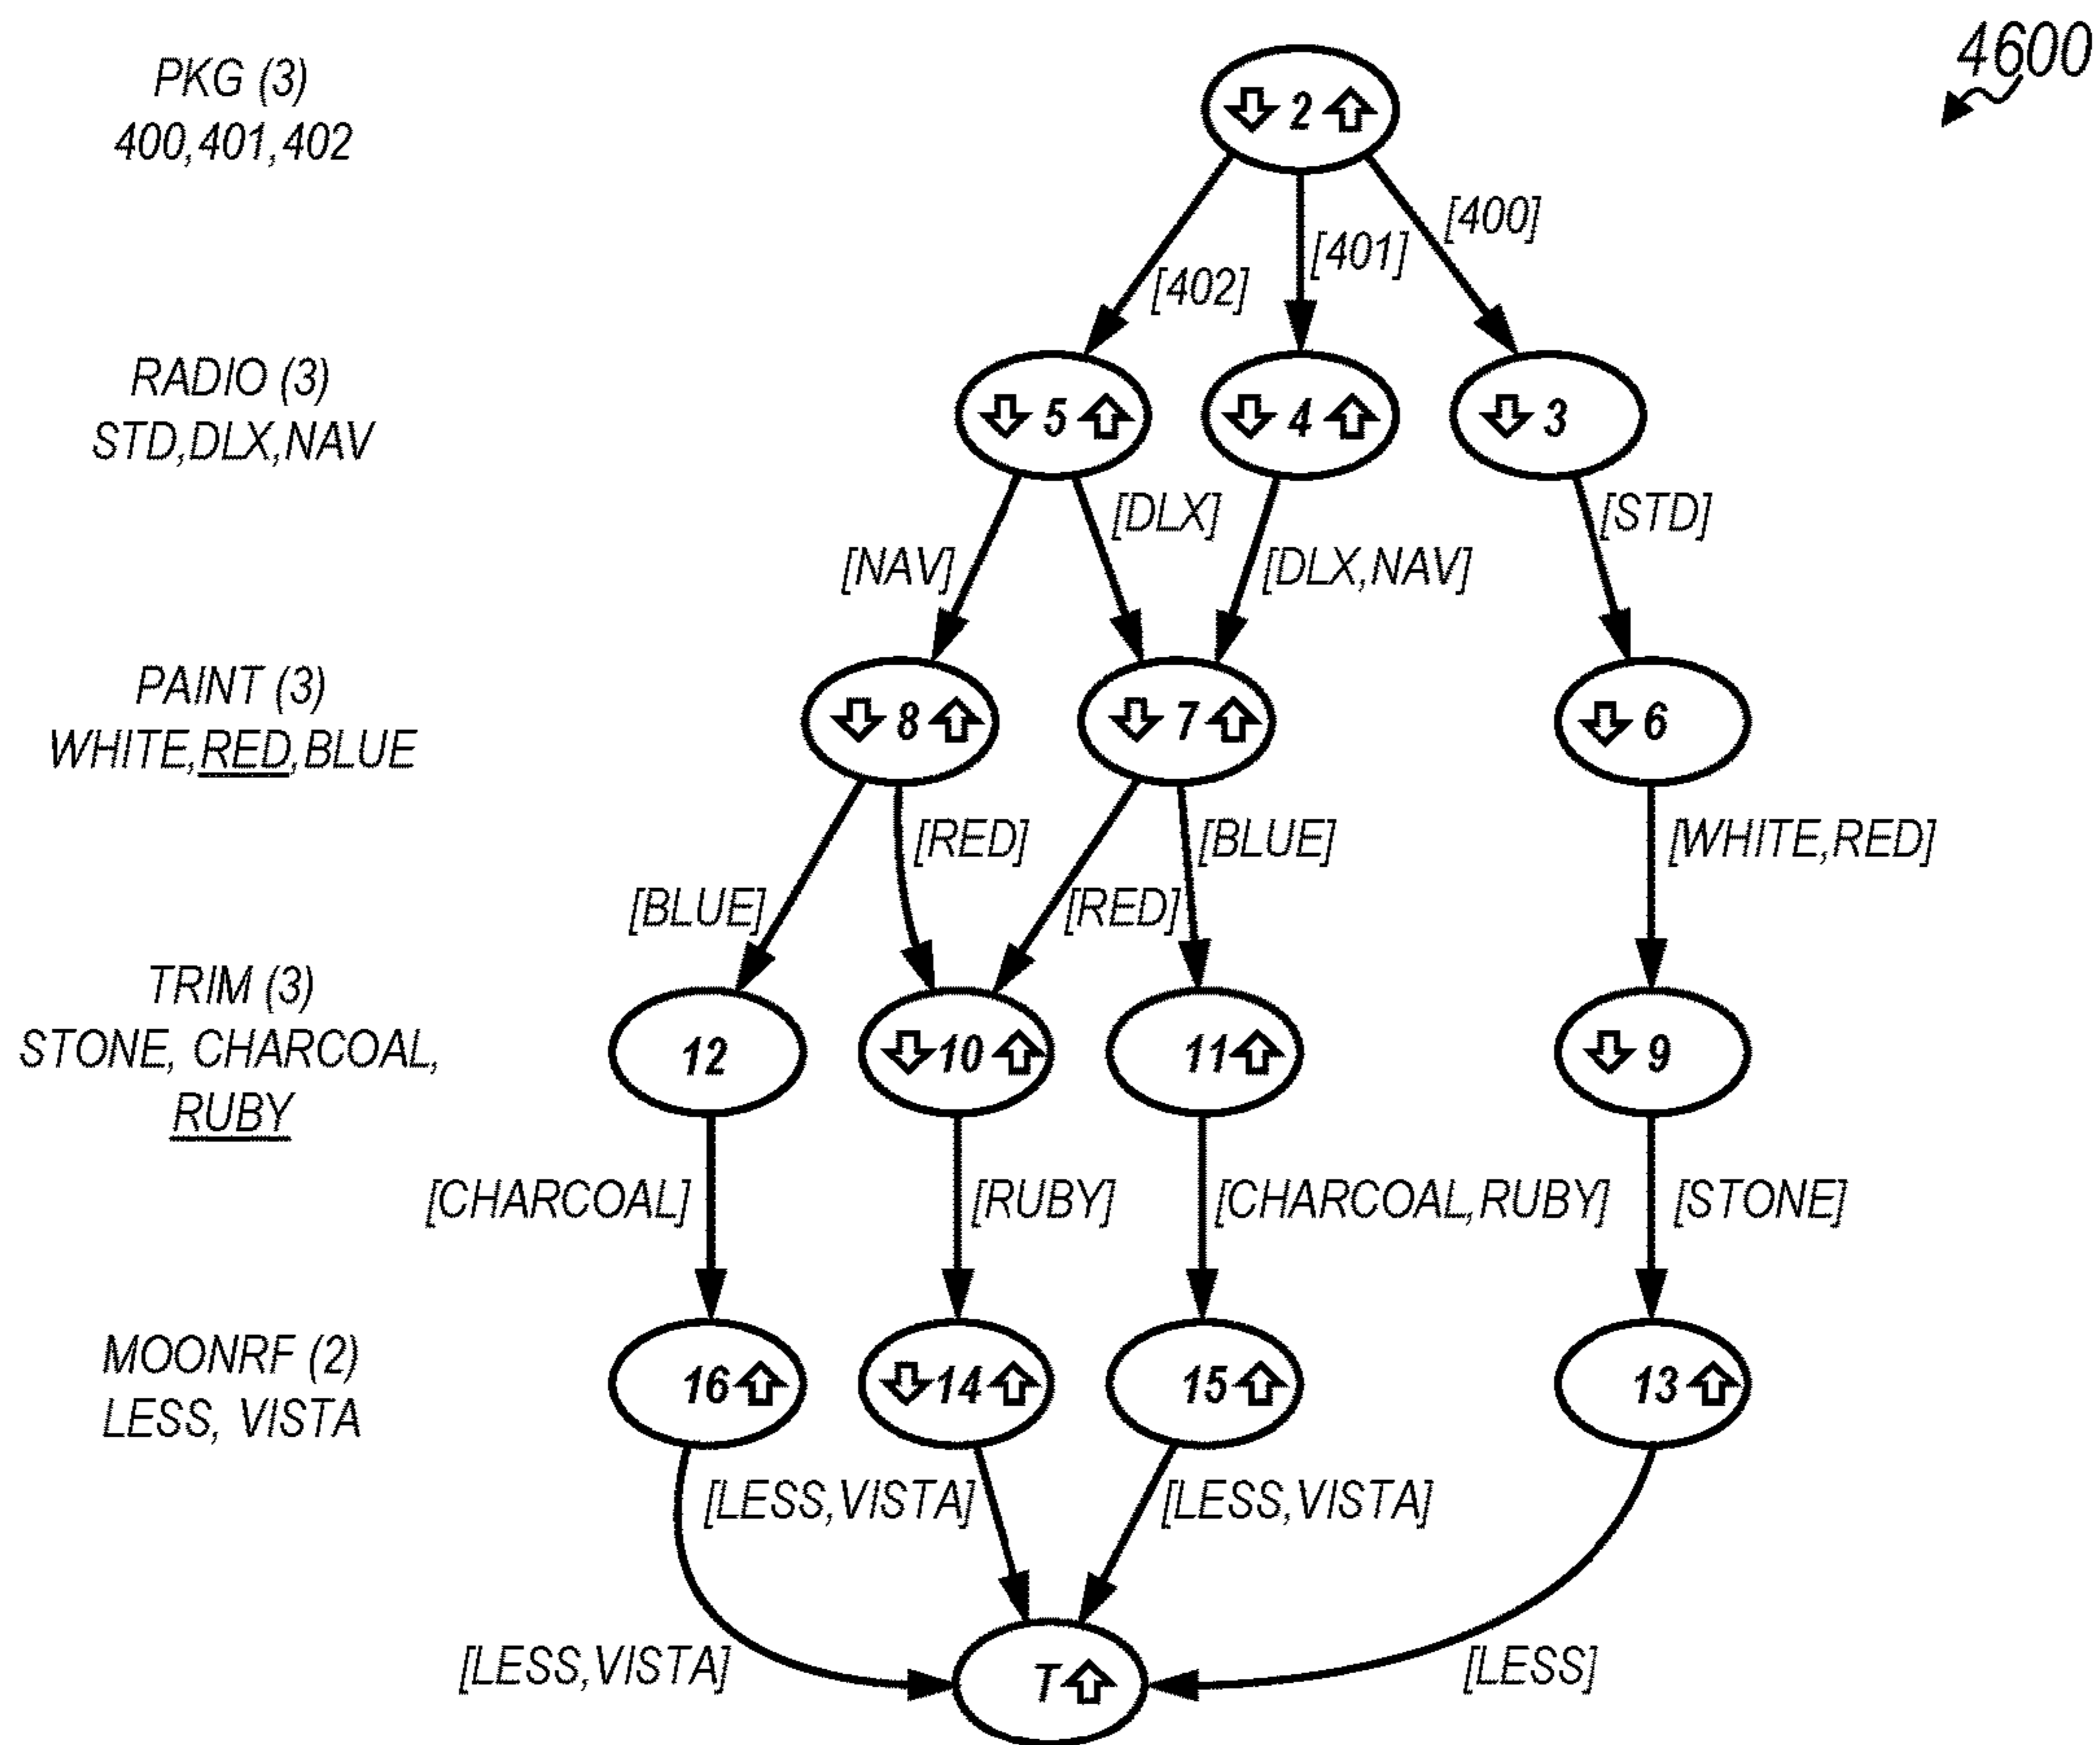 4600
PKG (3)
400,401,402
2
[402]
[401]
[400]
RADIO (3)
STD,DLX,NAV
5
4
3
[NAV]
[DLX]
[DLX,NAV]
[STD]
PAINT (3)
WHITE,RED,BLUE
8
7
6
[BLUE]
[RED]
[RED]
[BLUE]
[WHITE,RED]
TRIM (3)
STONE, CHARCOAL,
RUBY
12
10
11
9
[CHARCOAL]
[RUBY]
[CHARCOAL,RUBY]
[STONE]
MOONRF (2)
LESS, VISTA
16
14
15
13
[LESS,VISTA]
[LESS,VISTA]
[LESS,VISTA]
[LESS]
T